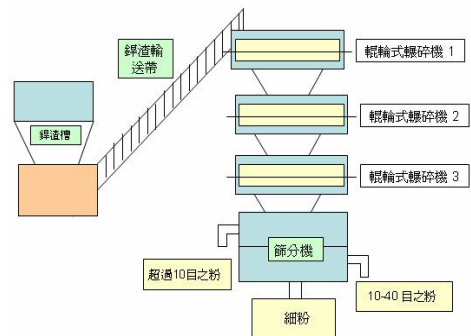 銲渣輸
送帶
輥輪式輾碎機 1
銲渣槽
輥輪式輾碎機 2
輥輪式輾碎機 3
篩分機
超過10目之粉
10-40 目之粉
細粉